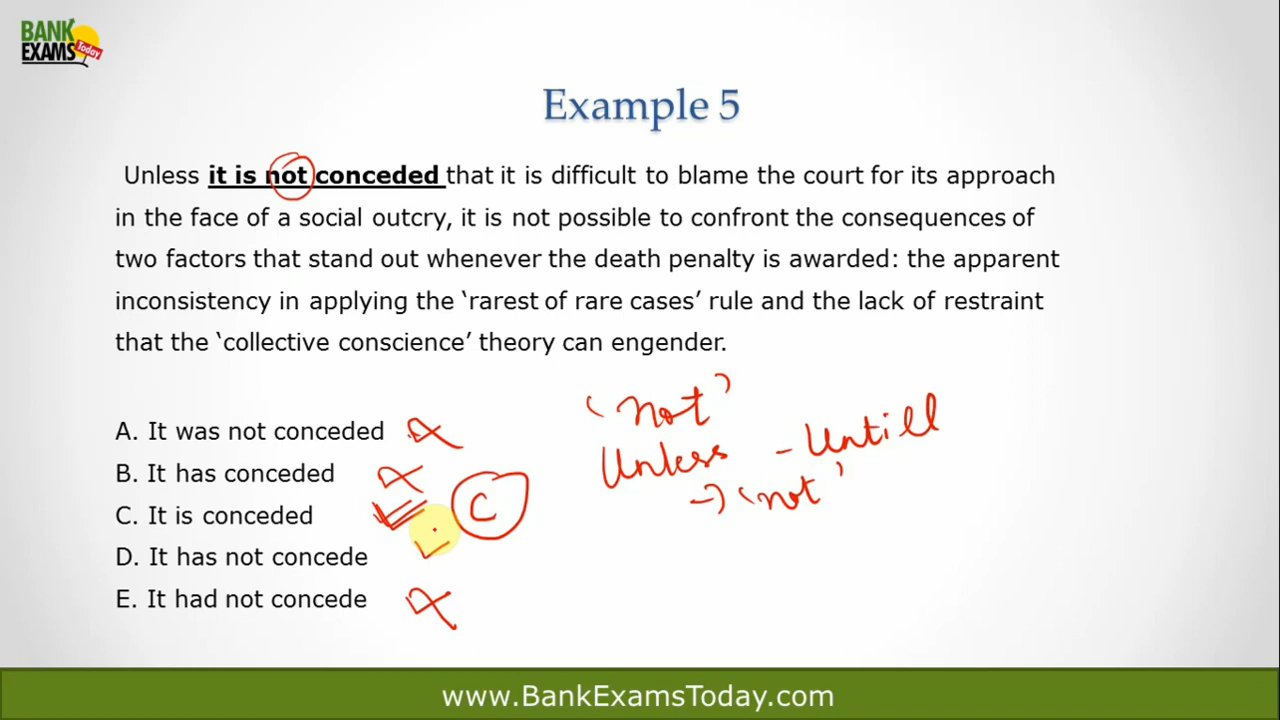 BANK
EXAMS Today
Example 5
Unless it is not conceded that it is difficult to blame the court for its approach
in the face of a social outcry, it is not possible to confront the consequences of
two factors that stand out whenever the death penalty is awarded: the apparent
inconsistency in applying the ‘rarest of rare cases’ rule and the lack of restraint
that the ‘collective conscience’ theory can engender.
A. It was not conceded
B. It has conceded
C. It is conceded
D. It has not concede
E. It had not concede
C
‘not’
Unless - Untill
→ ‘not’
www.BankExamsToday.com